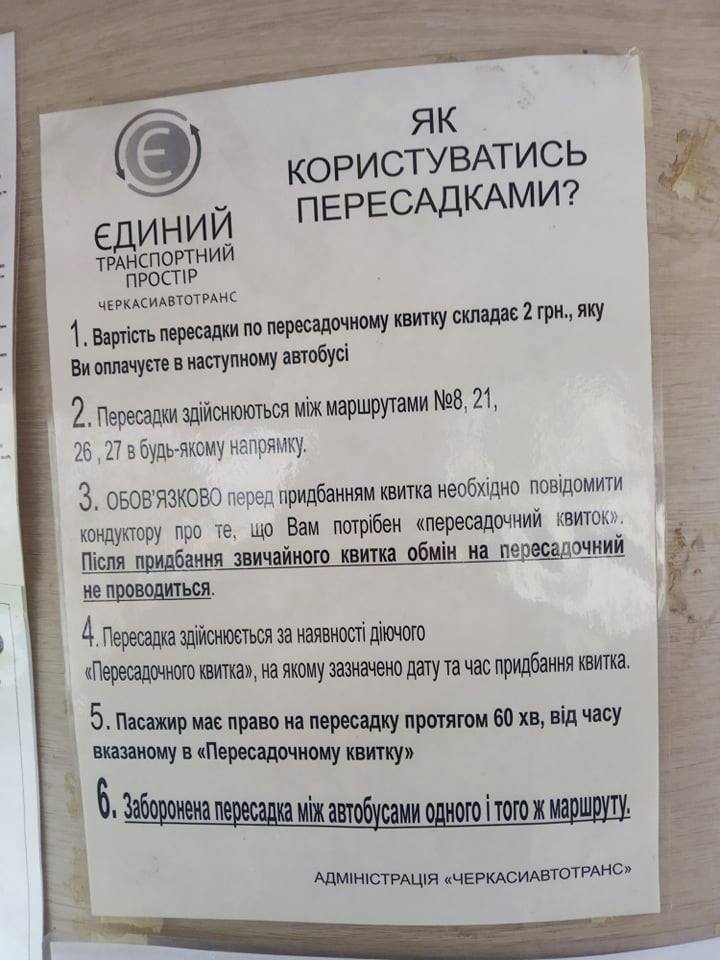 Є
ЄДИНИЙ
ТРАНСПОРТНИЙ
ПРОСТІР
ЧЕРКАСИАВТОТРАНС
ЯК
КОРИСТУВАТИСЬ
ПЕРЕСАДКАМИ?
1. Вартість пересадки по пересадочному квитку складає 2 грн., яку
Ви оплачуєте в наступному автобусі
2. Пересадки здійснюються між маршрутами №8, 21,
26 , 27 в будь-якому напрямку.
3. ОБОВ'ЯЗКОВО перед придбанням квитка необхідно повідомити
кондуктору про те, що Вам потрібен «пересадочний квиток».
Після придбання звичайного квитка обмін на пересадочний
не проводиться.
4. Пересадка здійснюється за наявності діючого
«Пересадочного квитка», на якому зазначено дату та час придбання квитка.
5. Пасажир має право на пересадку протягом 60 хв, від часу
вказаному в «Пересадочному квитку»
6. Заборонена пересадка між автобусами одного і того ж маршруту.
АДМІНІСТРАЦІЯ «ЧЕРКАСИАВТОТРАНС»